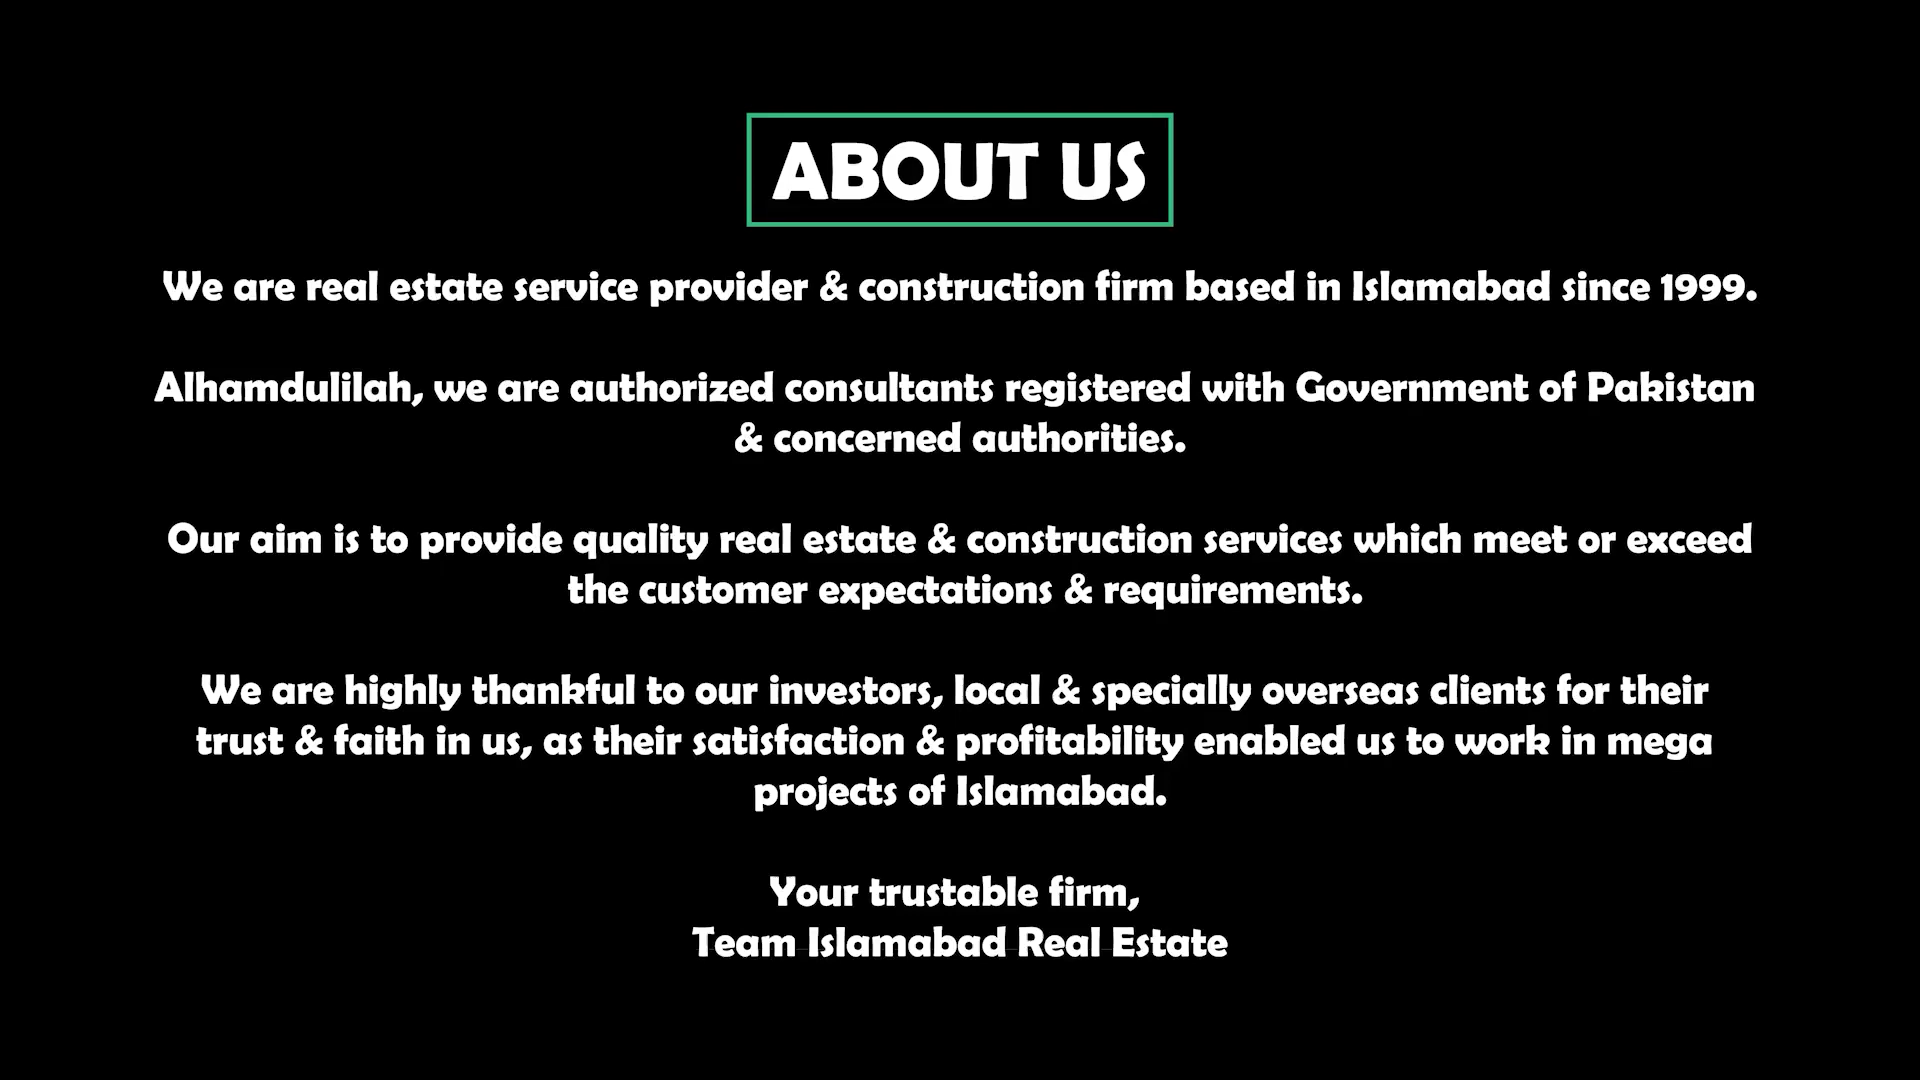 ABOUT US
We are real estate service provider & construction firm based in Islamabad since 1999.
Alhamdulilah, we are authorized consultants registered with Government of Pakistan
& concerned authorities.
Our aim is to provide quality real estate & construction services which meet or exceed
the customer expectations & requirements.
We are highly thankful to our investors, local & specially overseas clients for their
trust & faith in us, as their satisfaction & profitability enabled us to work in mega
projects of Islamabad.
Your trustable firm,
Team Islamabad Real Estate